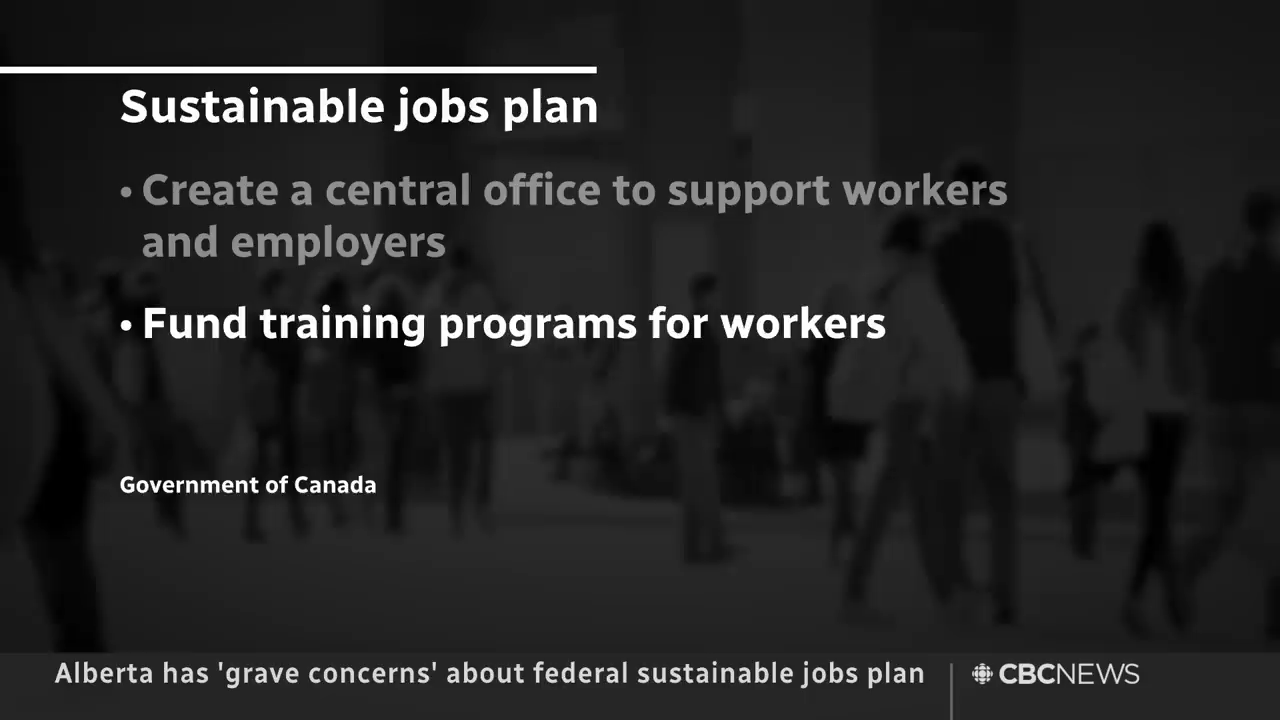 Sustainable jobs plan
• Create a central office to support workers
and employers
• Fund training programs for workers
Government of Canada
Alberta has 'grave concerns' about federal sustainable jobs plan
CBCNEWS